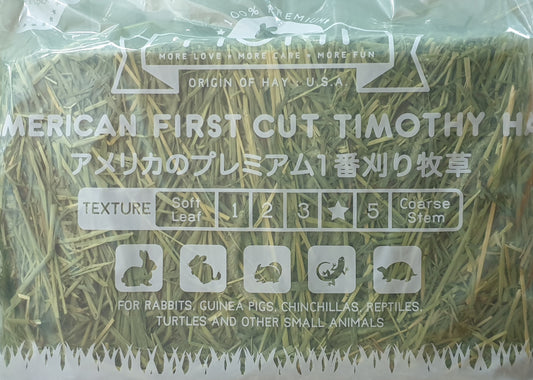 100% PREMIUM
MORE LOVE • MORE CARE • MORE FUN
ORIGIN OF HAY • U.S.A.
MERICAN FIRST CUT TIMOTHY HA
アメリカのプレミアム1番刈り牧草
TEXTURE Soft Leaf 1 2 3 ★ 5 Coarse Stem
FOR RABBITS, GUINEA PIGS, CHINCHILLAS, REPTILES,
TURTLES AND OTHER SMALL ANIMALS